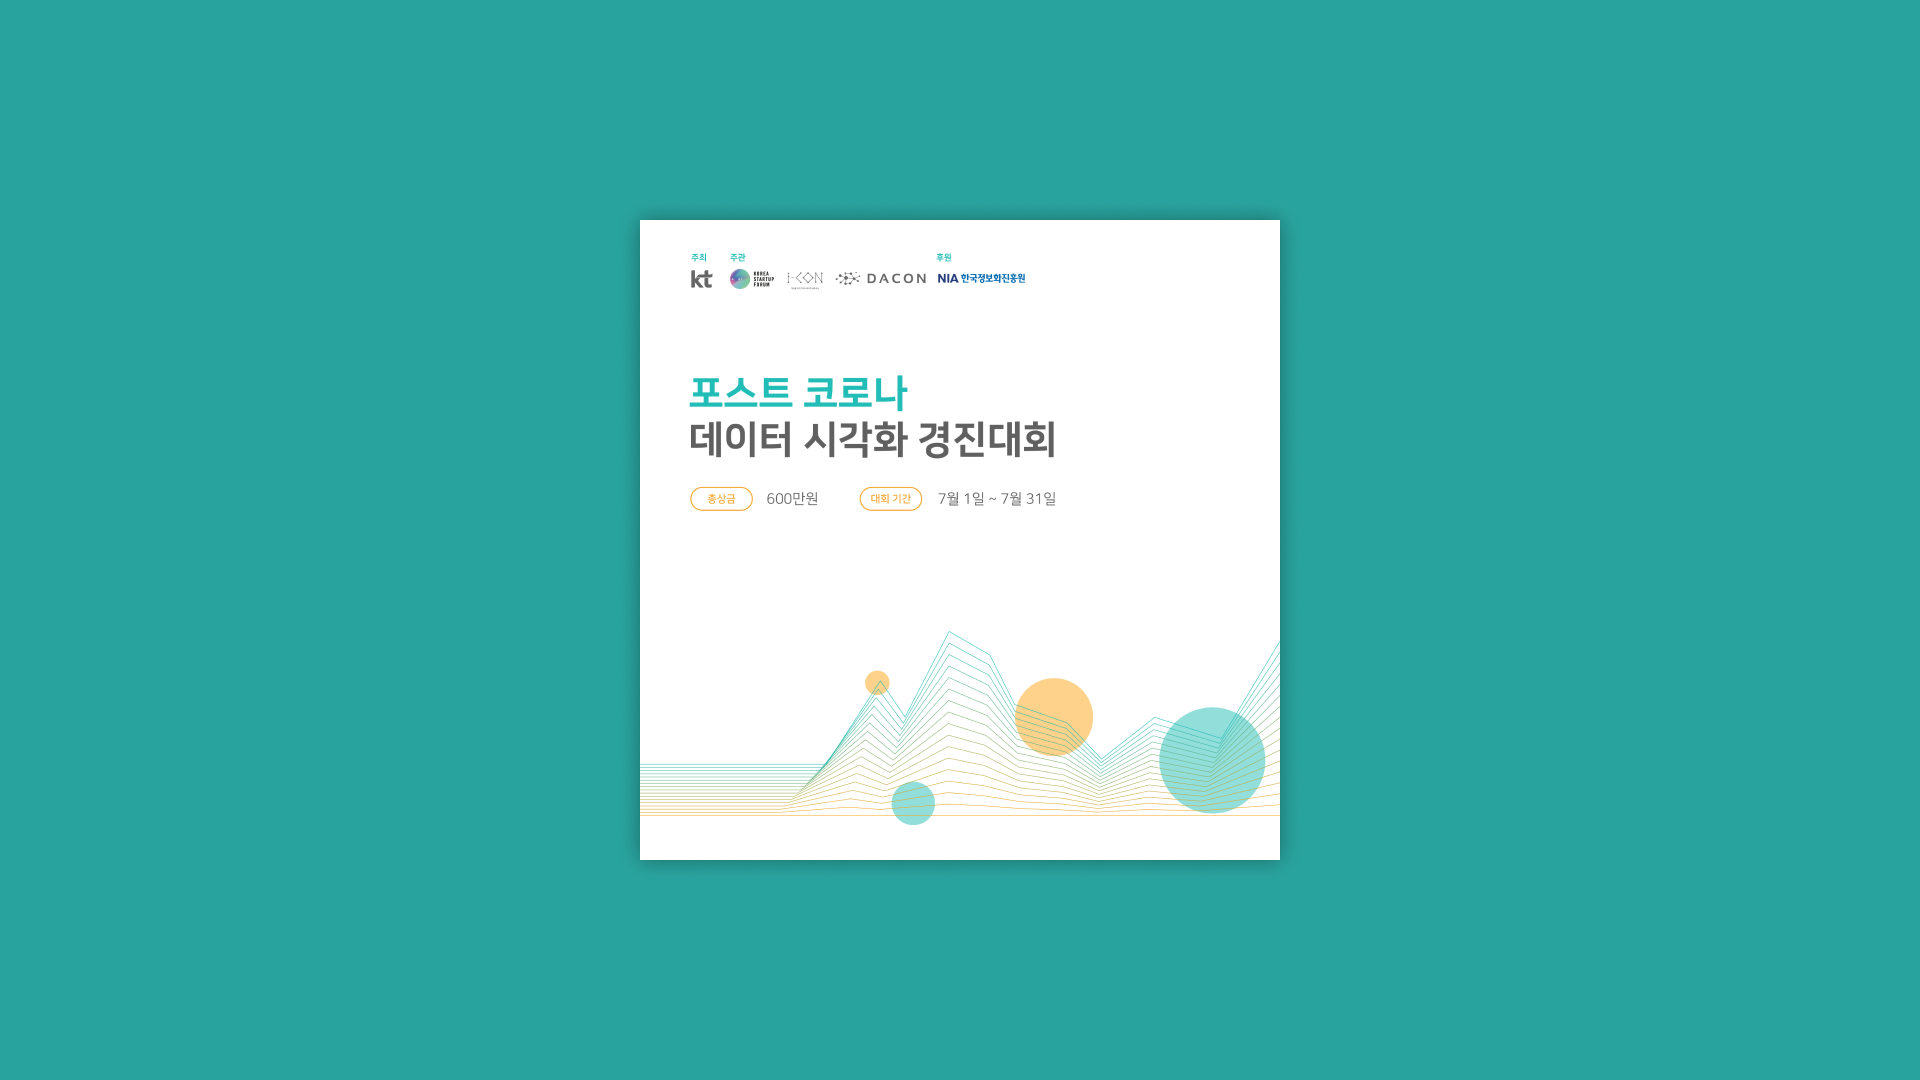 주최 주관 후원
kt KOREA STARTUP FORUM I-KON DACON NIA 한국정보화진흥원
포스트 코로나
데이터 시각화 경진대회
총상금 600만원 대회 기간 7월 1일 ~ 7월 31일